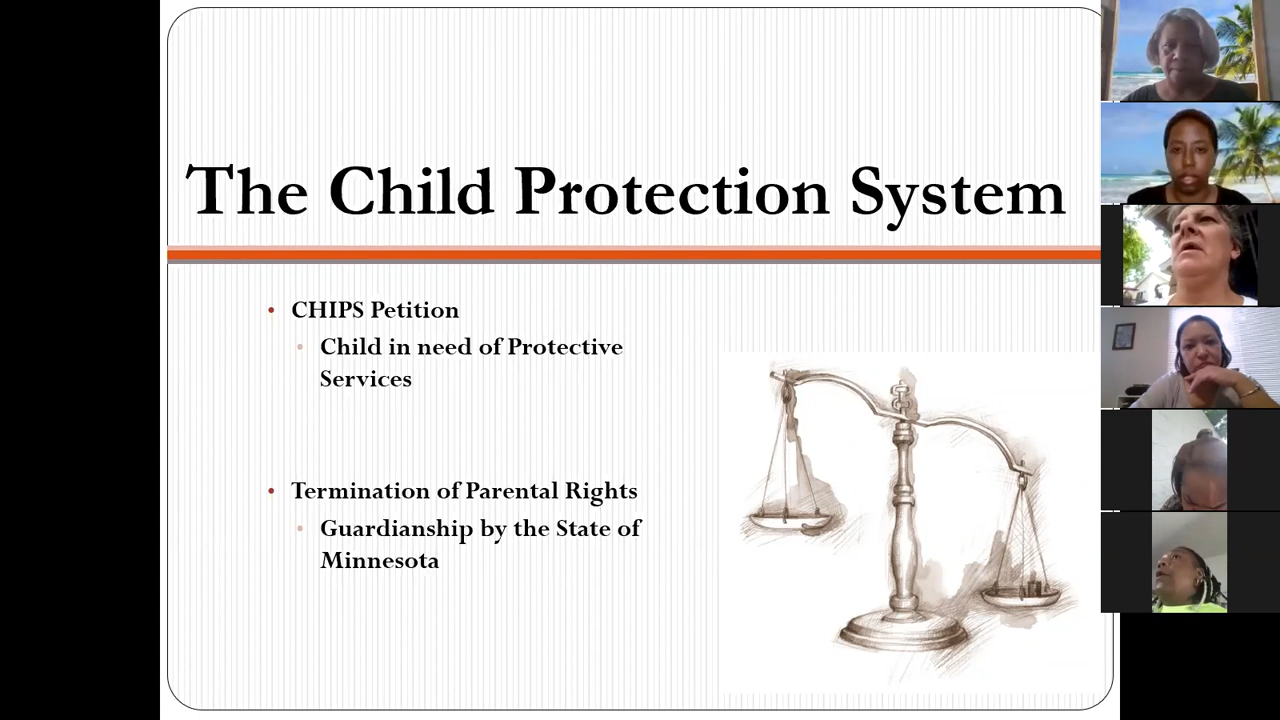 The Child Protection System
• CHIPS Petition
• Child in need of Protective
Services
• Termination of Parental Rights
• Guardianship by the State of
Minnesota